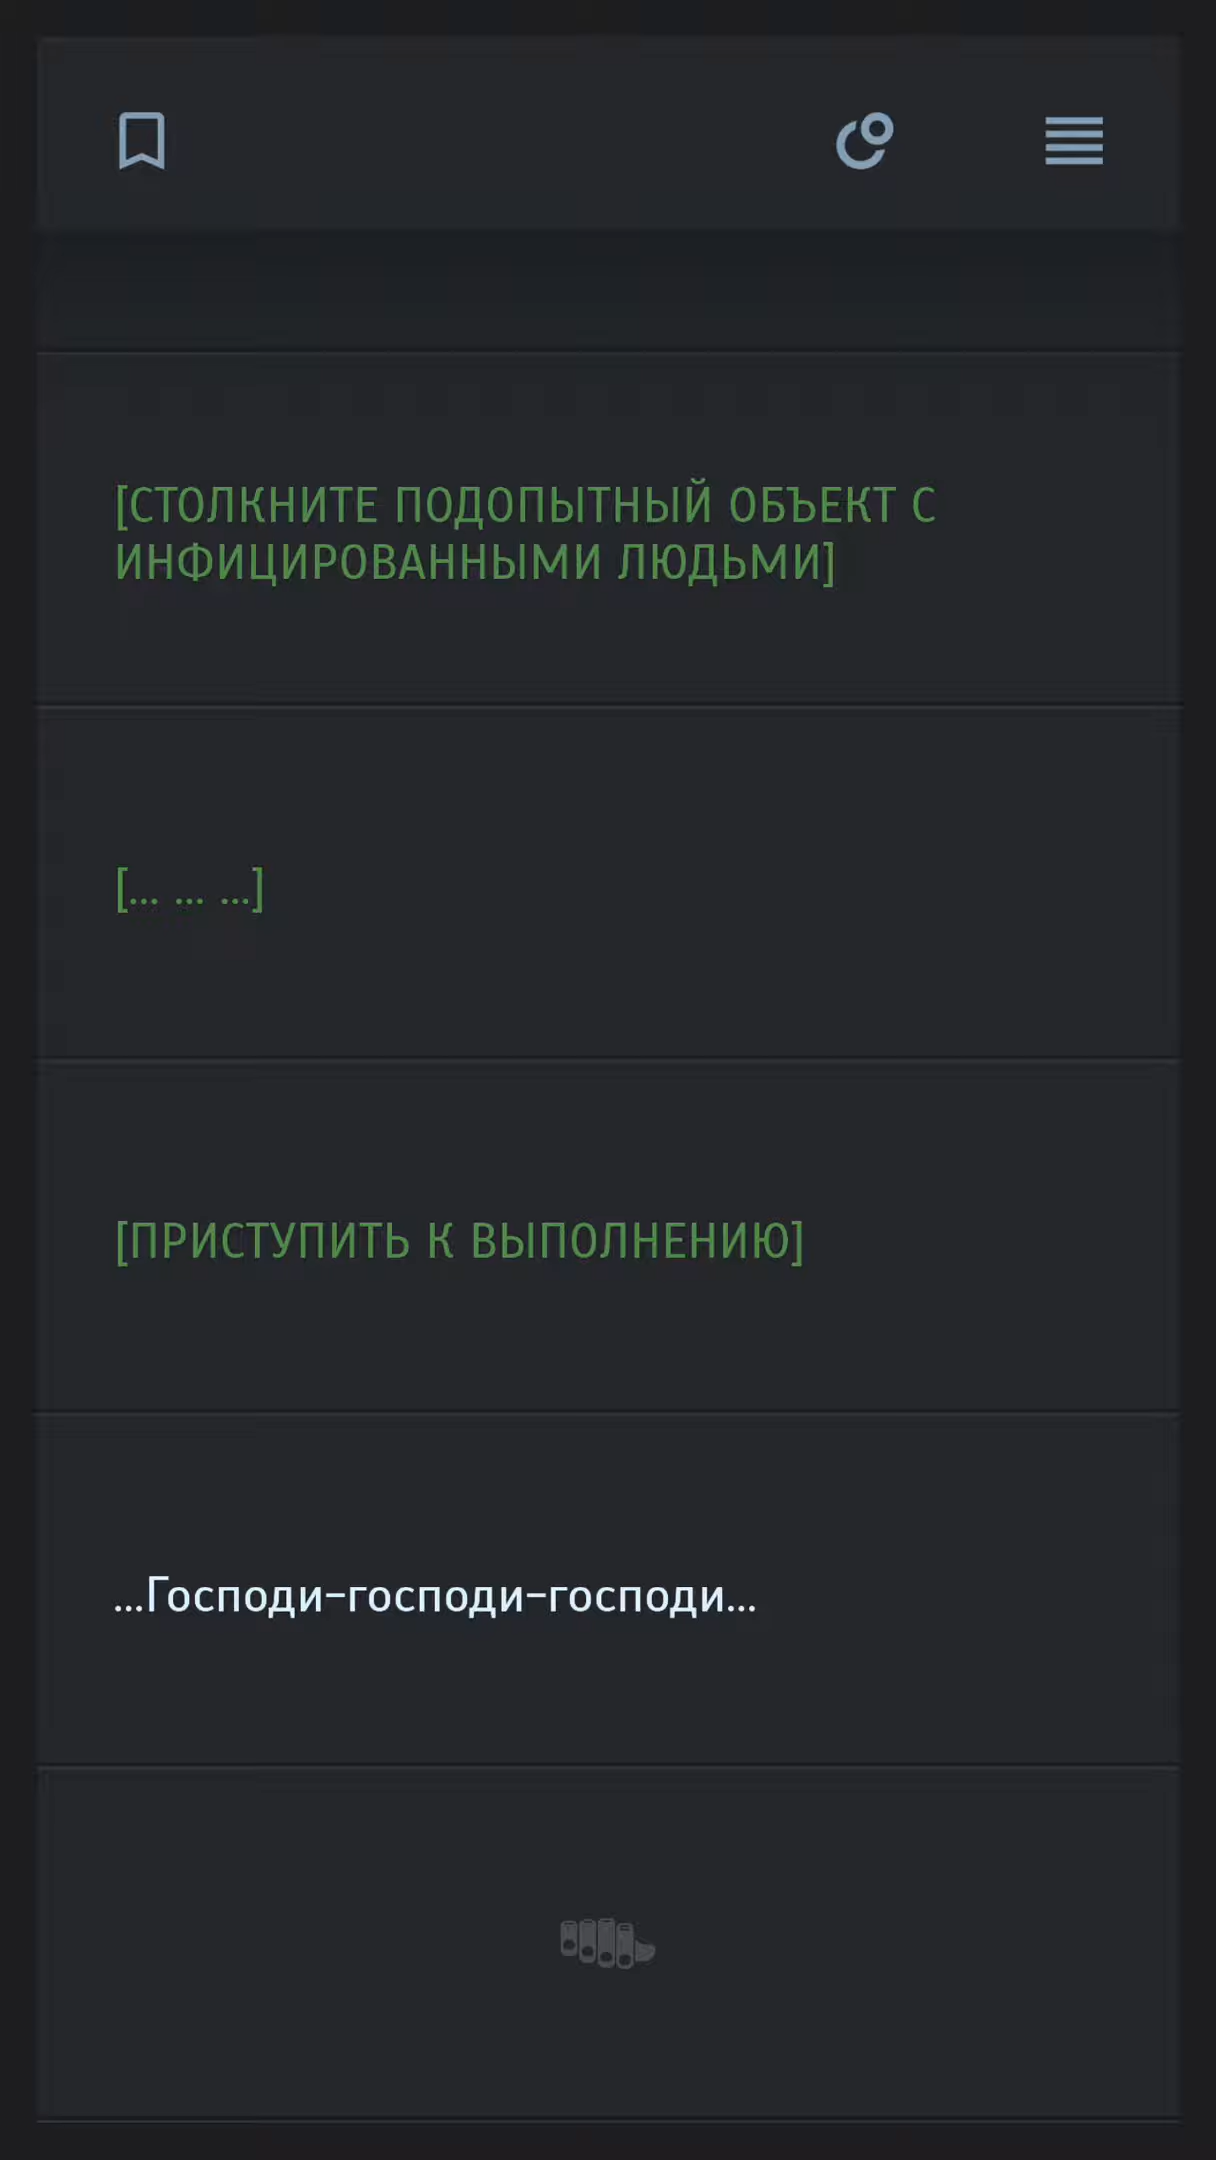 [СТОЛКНИТЕ ПОДОПЫТНЫЙ ОБЪЕКТ С
ИНФИЦИРОВАННЫМИ ЛЮДЬМИ]
[... ... ...]
[ПРИСТУПИТЬ К ВЫПОЛНЕНИЮ]
...Господи-господи-господи...